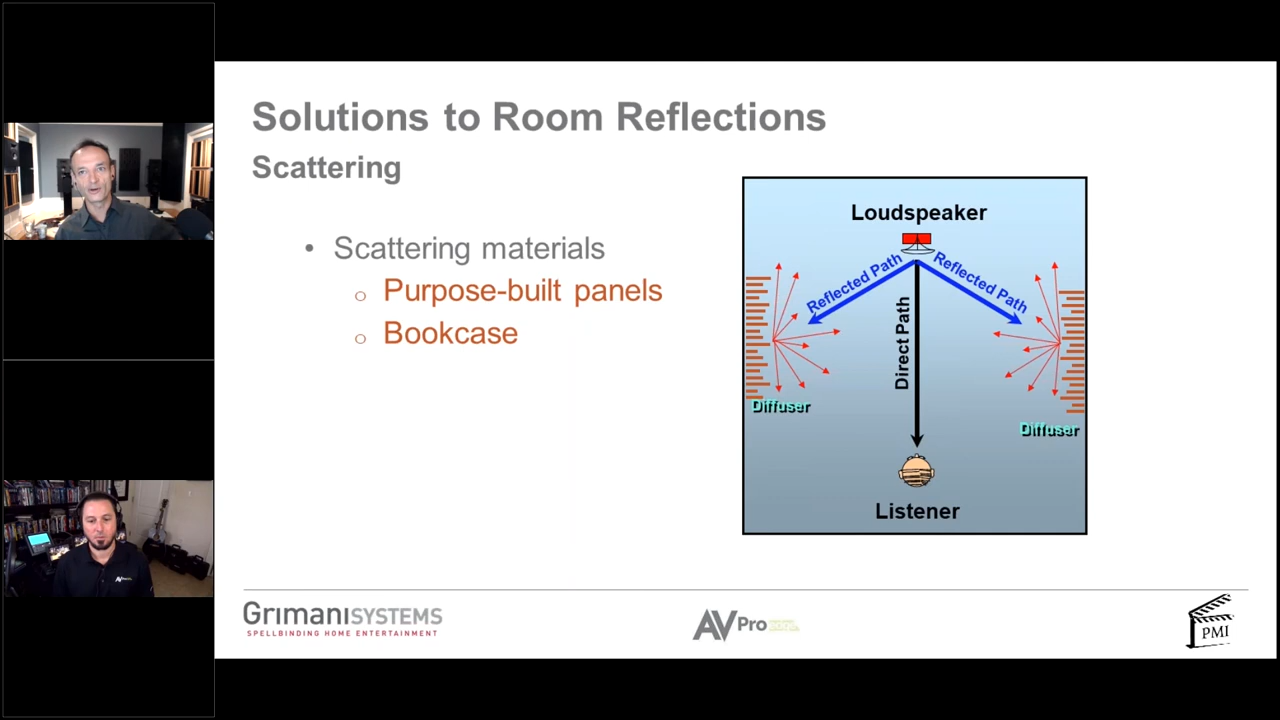 Solutions to Room Reflections
Scattering
• Scattering materials
o Purpose-built panels
o Bookcase
Loudspeaker
Reflected Path
Reflected Path
Direct Path
Diffuser
Diffuser
Listener
GRIMANISYSTEMS
SPELLBINDING HOME ENTERTAINMENT
AVPro edge
PMI